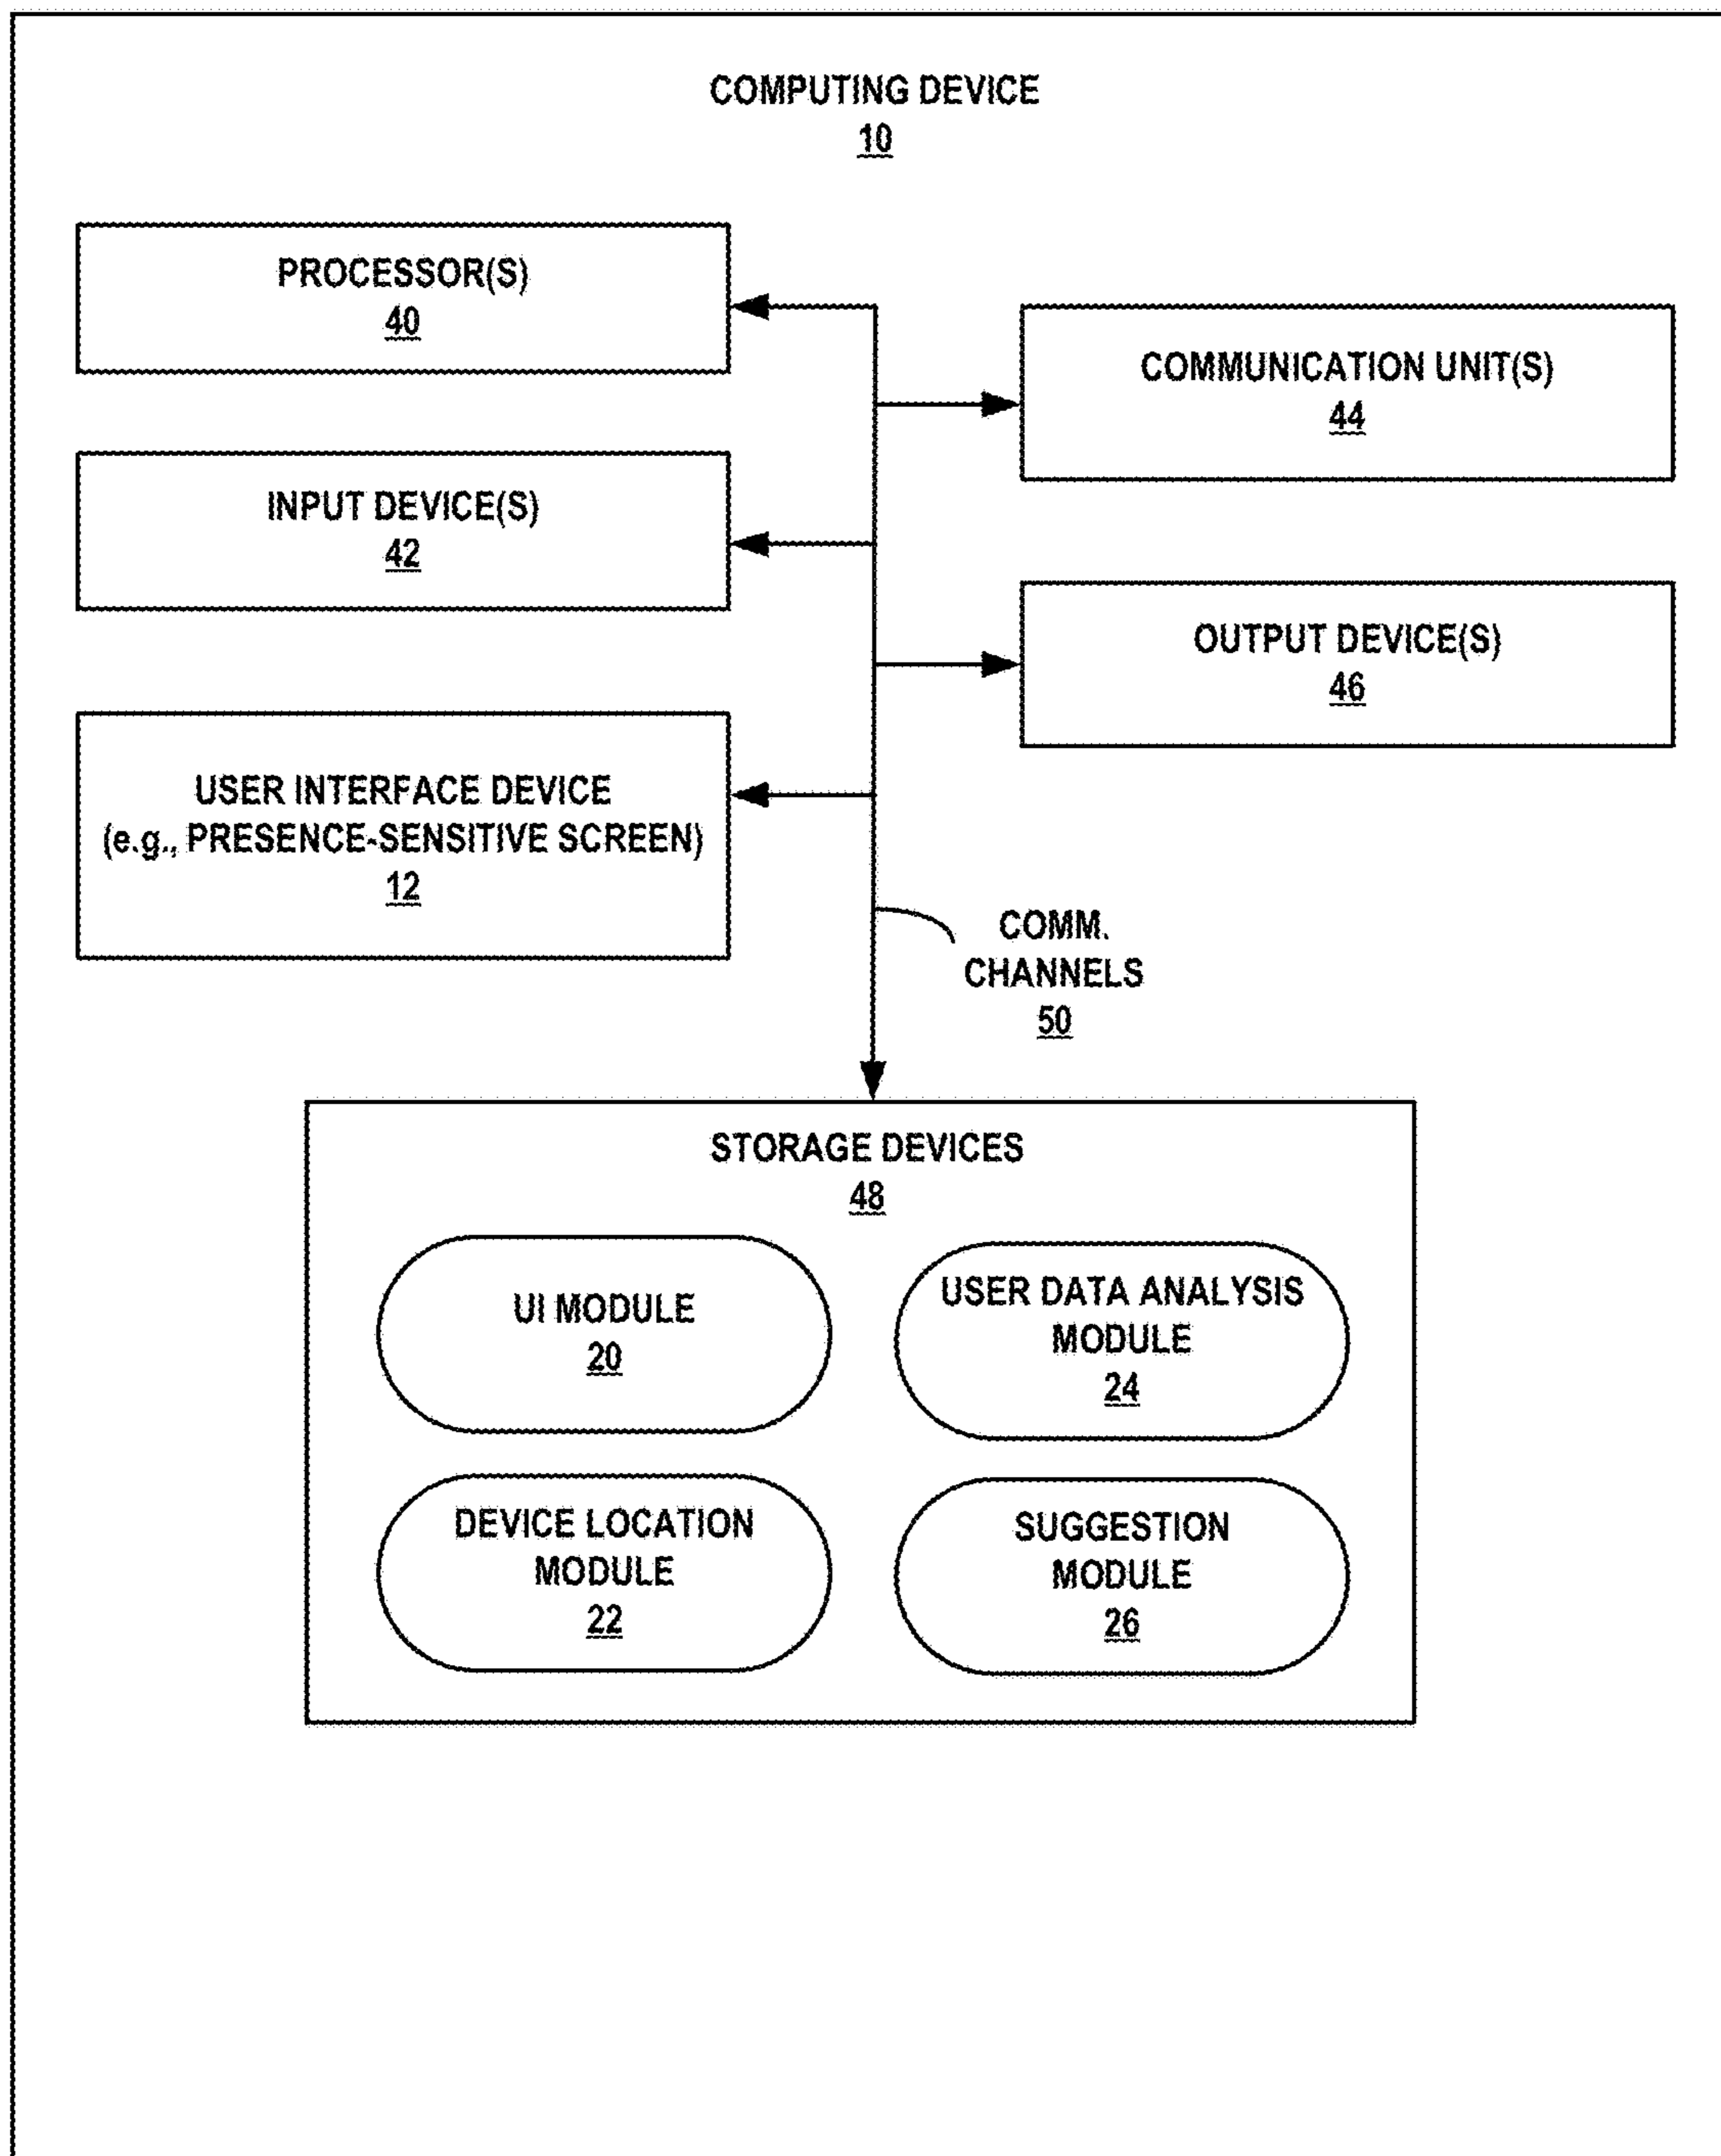 COMPUTING DEVICE
10
PROCESSOR(S)
40
COMMUNICATION UNIT(S)
44
INPUT DEVICE(S)
42
OUTPUT DEVICE(S)
46
USER INTERFACE DEVICE
(e.g., PRESENCE-SENSITIVE SCREEN)
12
COMM.
CHANNELS
50
STORAGE DEVICES
48
UI MODULE
20
USER DATA ANALYSIS
MODULE
24
DEVICE LOCATION
MODULE
22
SUGGESTION
MODULE
26